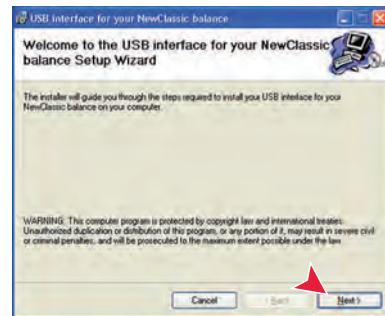 USB interface for your NewClassic balance
Welcome to the USB interface for your NewClassic
balance Setup Wizard
The installer will guide you through the steps required to install your USB interface for your
NewClassic balance on your computer.
WARNING: This computer program is protected by copyright law and international treaties.
Unauthorized duplication or distribution of this program, or any portion of it, may result in severe civil
or criminal penalties, and will be prosecuted to the maximum extent possible under the law.
Cancel
< Back
Next >